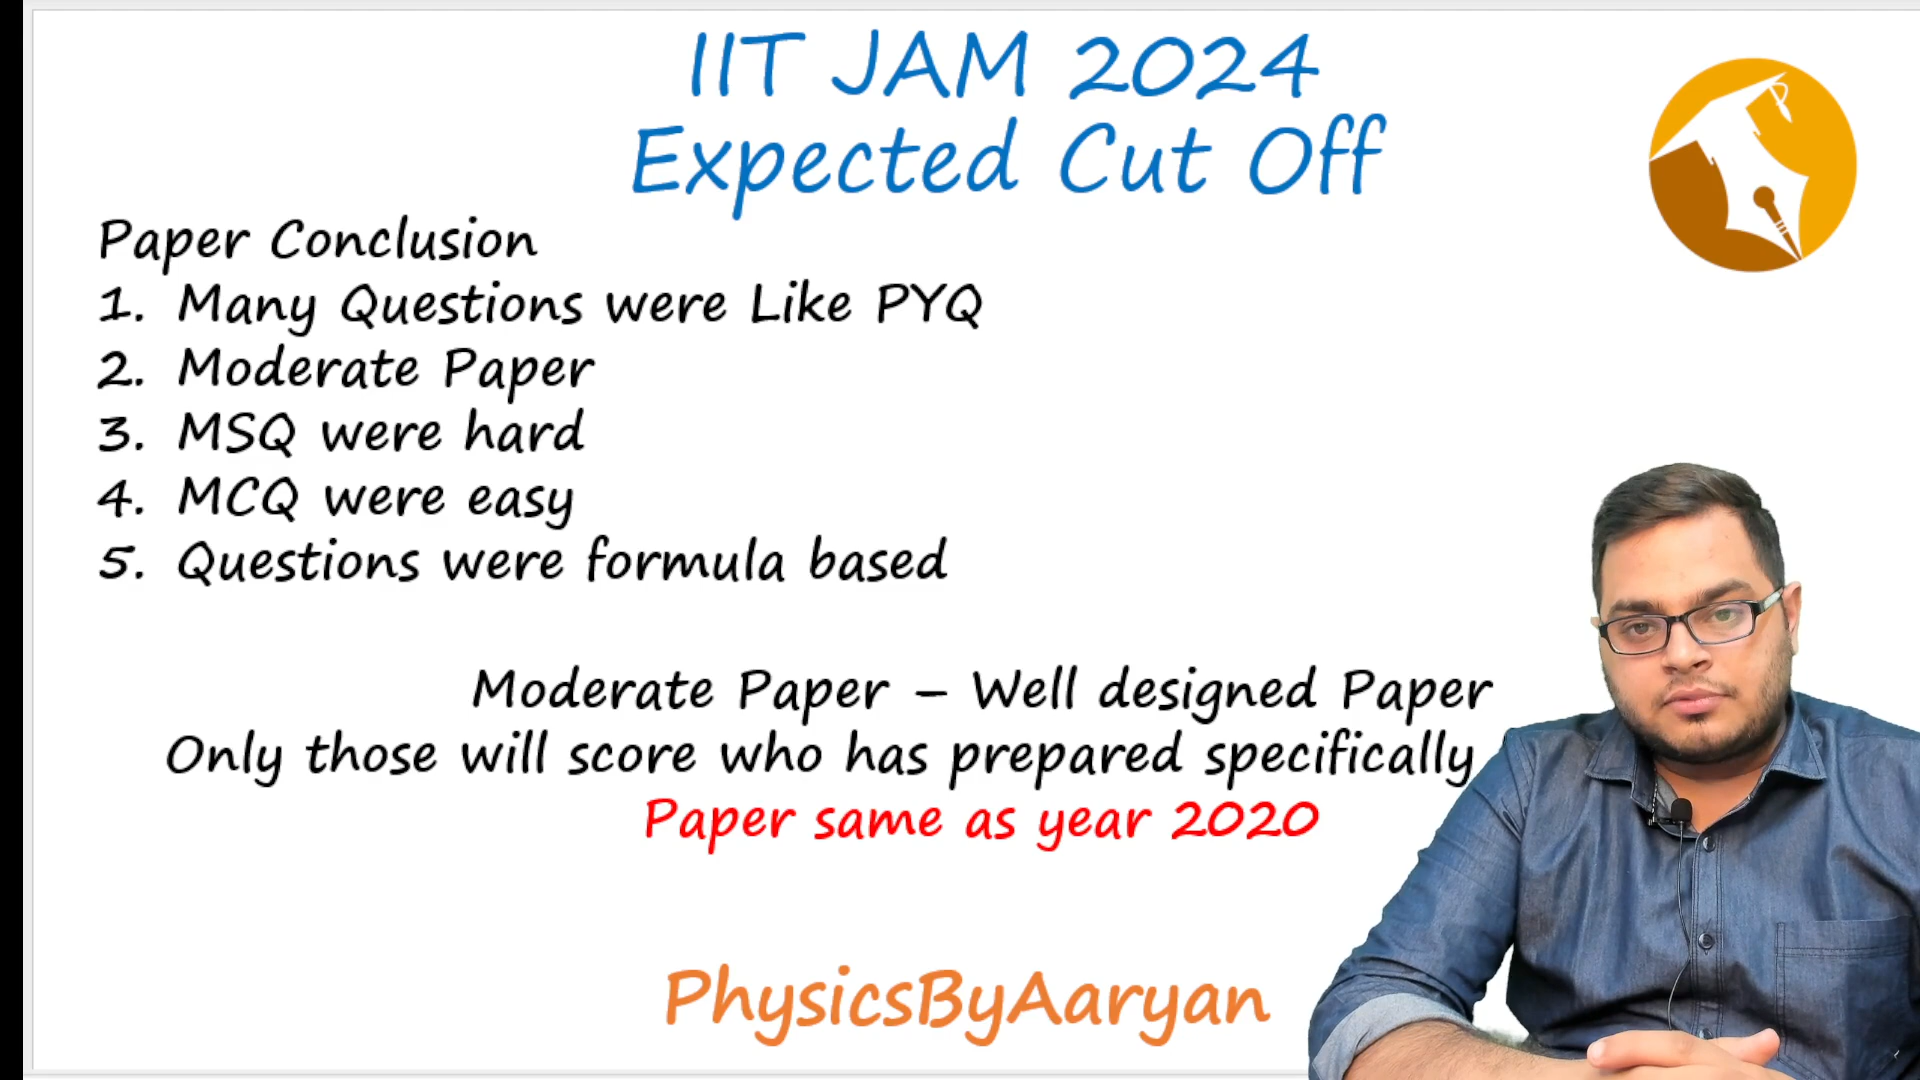 IIT JAM 2024
Expected Cut Off
Paper Conclusion
1. Many Questions were Like PYQ
2. Moderate Paper
3. MSQ were hard
4. MCQ were easy
5. Questions were formula based
Moderate Paper – Well designed Paper
Only those will score who has prepared specifically
Paper same as year 2020
PhysicsByAaryan